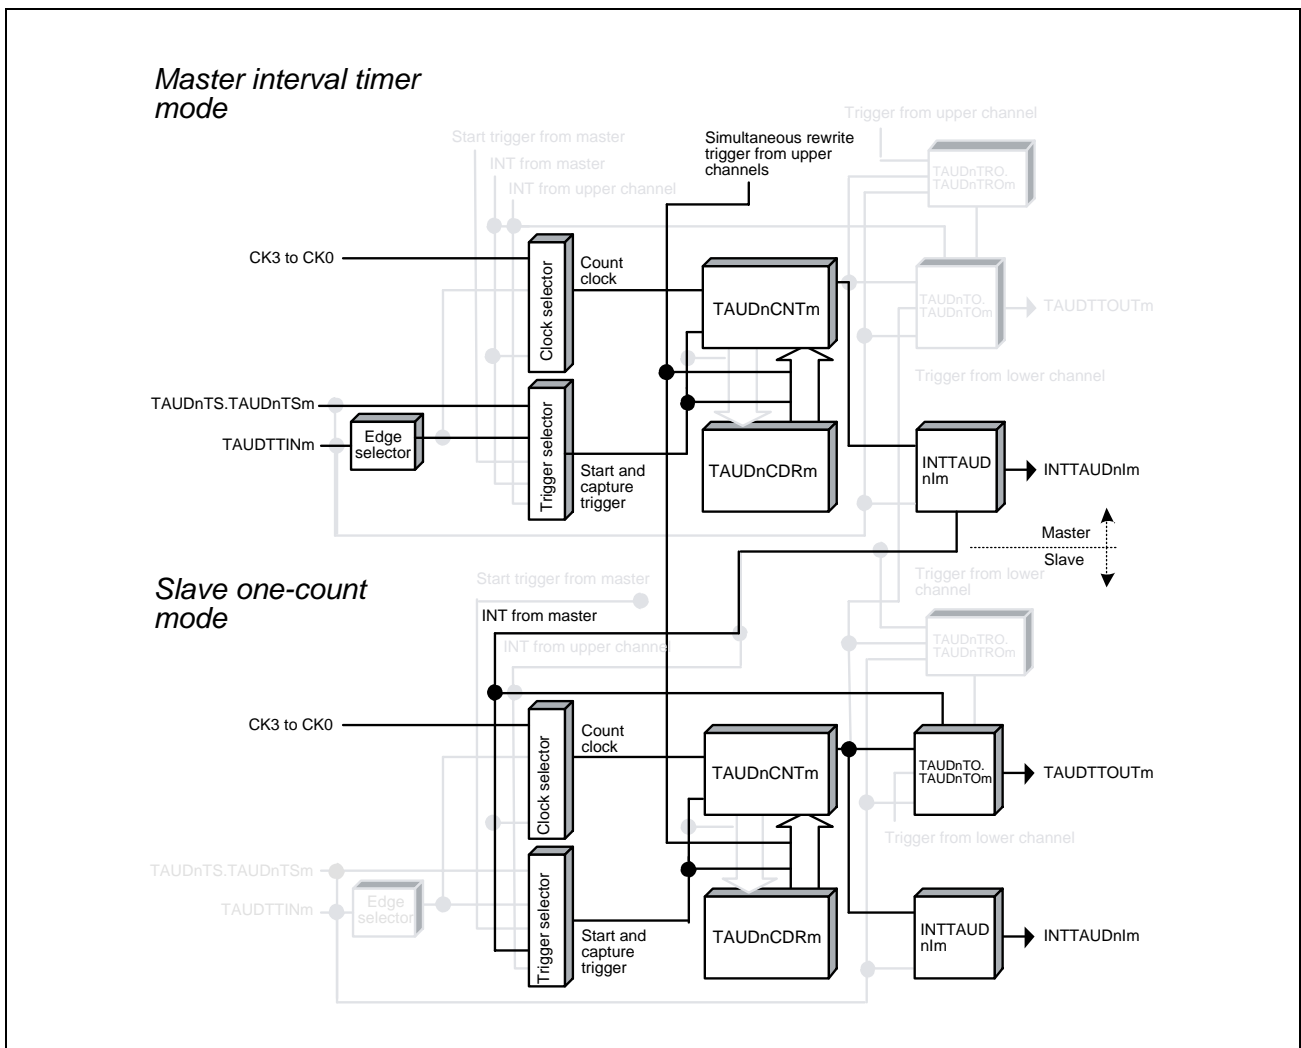 Master interval timer
mode
Trigger from upper channel
Start trigger from master
Simultaneous rewrite
trigger from upper
channels
INT from master
INT from upper channel
TAUDnTRO.
TAUDnTROm
CK3 to CK0
Clock selector
Count
clock
TAUDnCNTm
TAUDnTO.
TAUDnTOm
TAUDTTOUTm
Trigger from lower channel
TAUDnTS.TAUDnTSm
TAUDTTINm
Edge
selector
Trigger selector
Start and
capture
trigger
TAUDnCDRm
INTTAUD
nIm
INTTAUDnIm
Master
Slave
Slave one-count
mode
Start trigger from master
Trigger from lower
channel
INT from master
INT from upper channel
TAUDnTRO.
TAUDnTROm
CK3 to CK0
Clock selector
Count
clock
TAUDnCNTm
TAUDnTO.
TAUDnTOm
TAUDTTOUTm
Trigger from lower channel
TAUDnTS.TAUDnTSm
TAUDTTINm
Edge
selector
Trigger selector
Start and
capture
trigger
TAUDnCDRm
INTTAUD
nIm
INTTAUDnIm